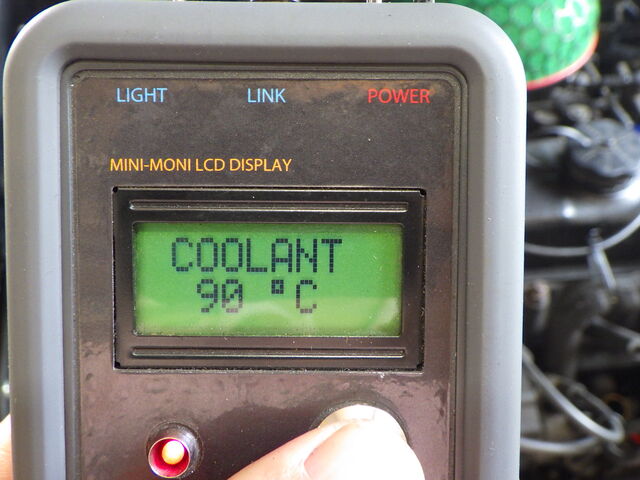 LIGHT LINK POWER
MINI-MONI LCD DISPLAY
COOLANT
90 °C